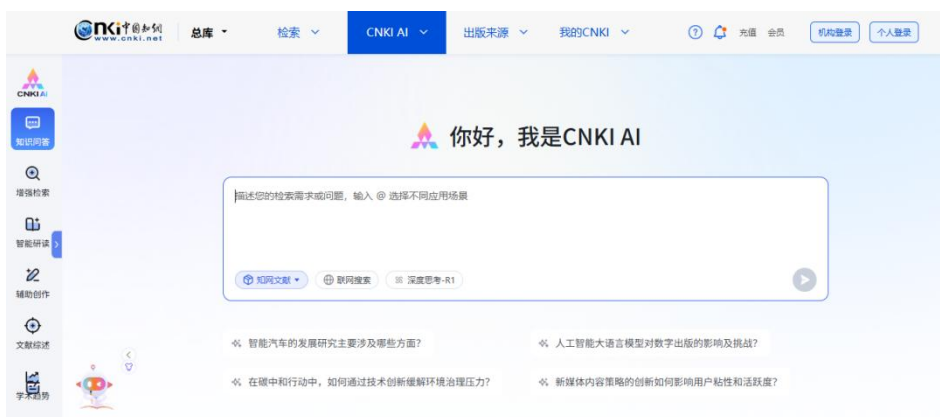 CNKi中国知网
www.cnki.net
总库
检索
CNKI AI
出版来源
我的CNKI
充值
会员
机构登录
个人登录
CNKI AI
知识问答
增强检索
智能研读
辅助创作
文献综述
学术趋势
你好，我是CNKI AI
描述您的检索需求或问题，输入 @ 选择不同应用场景
知网文献
联网搜索
深度思考-R1
智能汽车的发展研究主要涉及哪些方面？
人工智能大语言模型对数字出版的影响及挑战？
在碳中和行动中，如何通过技术创新缓解环境治理压力？
新媒体内容策略的创新如何影响用户粘性和活跃度？